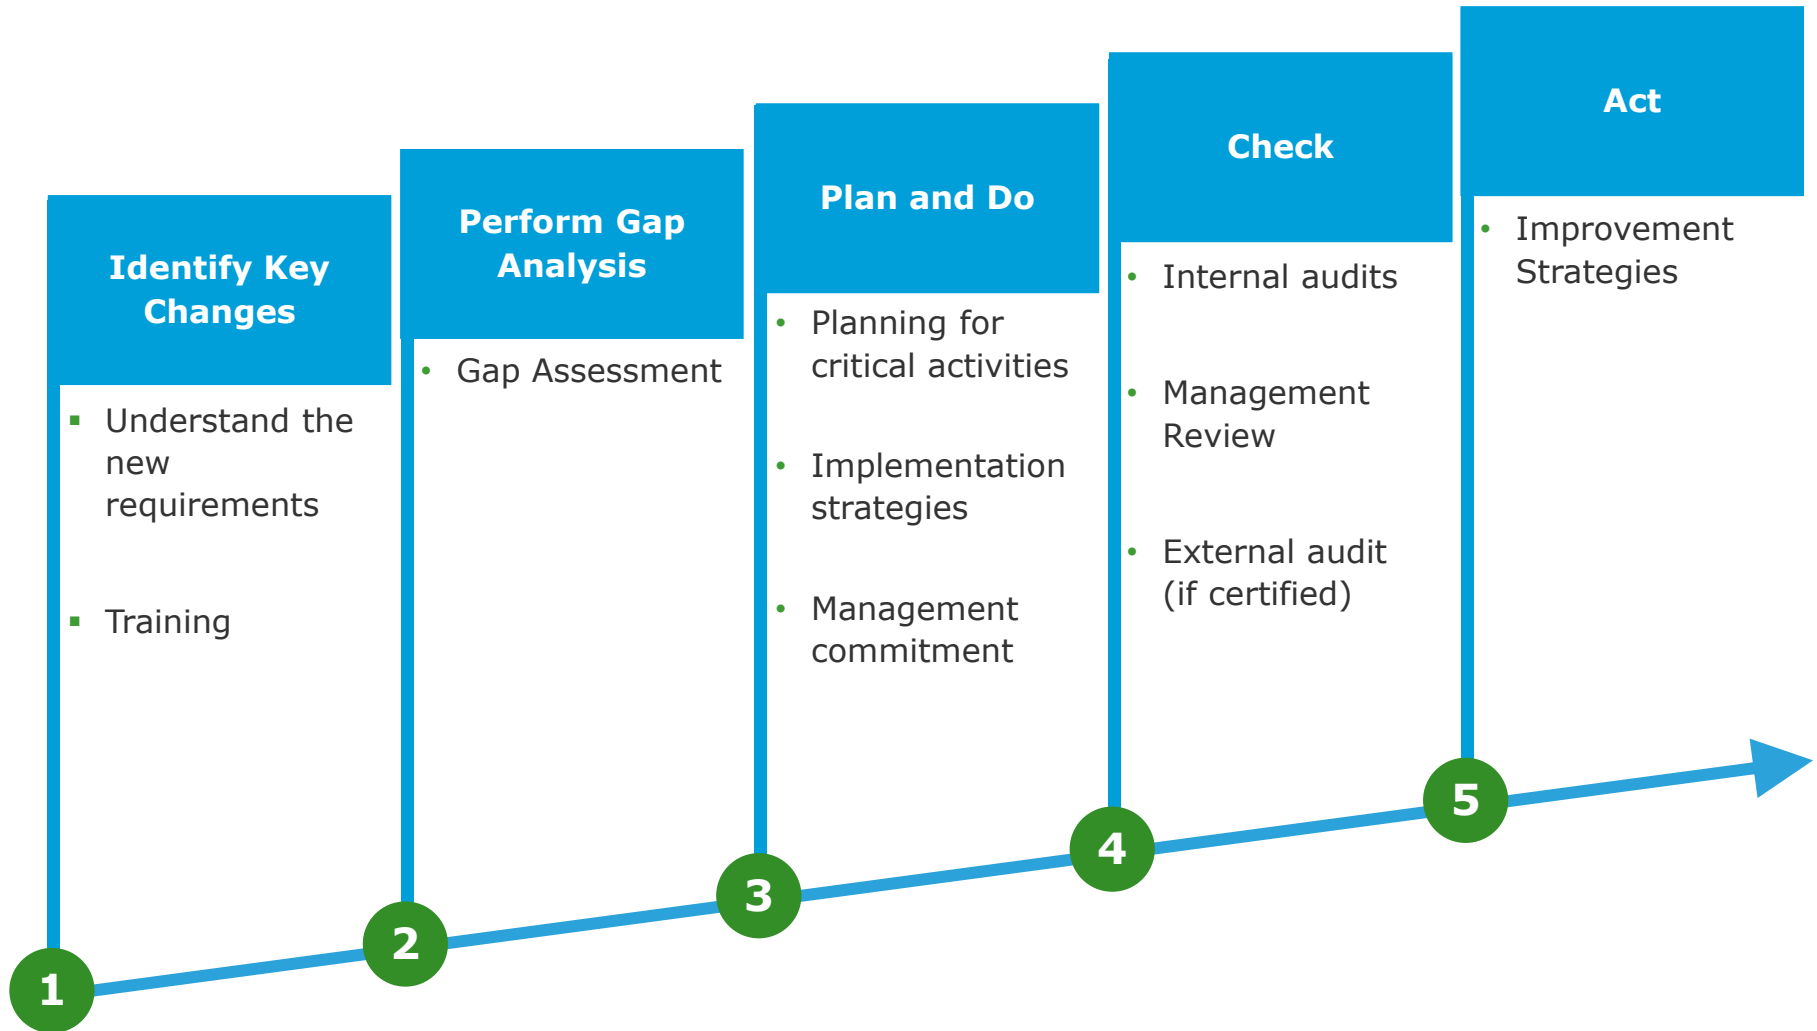 Identify Key
Changes
• Understand the
new
requirements
• Training
1
Perform Gap
Analysis
• Gap Assessment
2
Plan and Do
• Planning for
critical activities
• Implementation
strategies
• Management
commitment
3
Check
• Internal audits
• Management
Review
• External audit
(if certified)
4
Act
• Improvement
Strategies
5